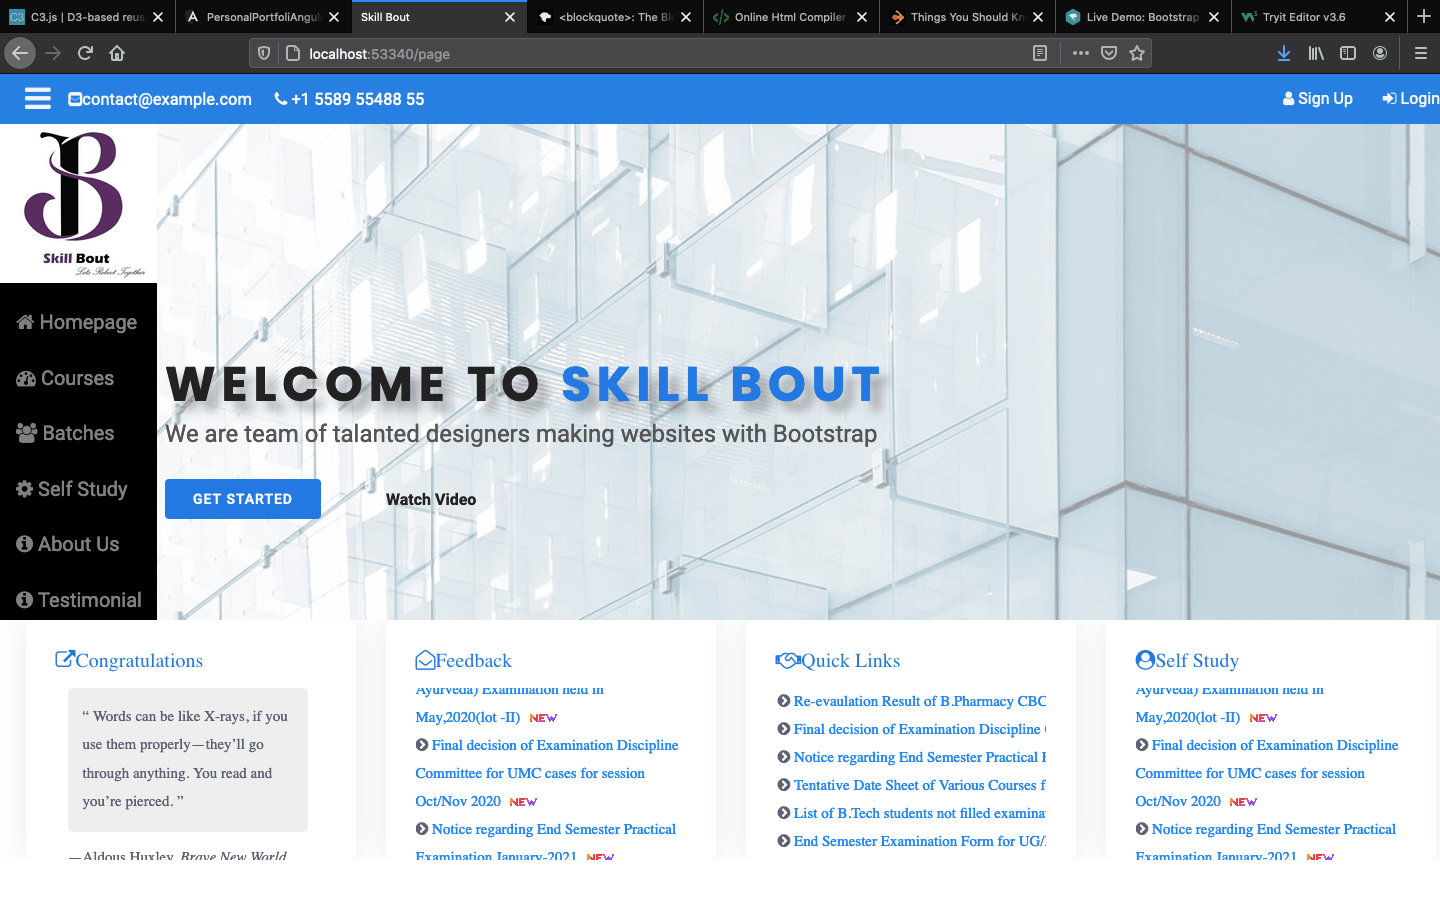 C3.js | D3-based reus
PersonalPortfoliAngul
Skill Bout
<blockquote>: The Blo
Online Html Compiler
Things You Should Kn
Live Demo: Bootstrap
Tryit Editor v3.6
localhost:53340/page
contact@example.com
+1 5589 55488 55
Sign Up
Login
Skill Bout
Lets Reboot Together
Homepage
Courses
Batches
Self Study
About Us
Testimonial
WELCOME TO SKILL BOUT
We are team of talanted designers making websites with Bootstrap
GET STARTED
Watch Video
Congratulations
“ Words can be like X-rays, if you
use them properly—they’ll go
through anything. You read and
you’re pierced. ”
—Aldous Huxley, Brave New World
Feedback
Ayurveda) Examination held in
May,2020(lot -II) NEW
Final decision of Examination Discipline
Committee for UMC cases for session
Oct/Nov 2020 NEW
Notice regarding End Semester Practical
Examination January-2021 NEW
Quick Links
Re-evaulation Result of B.Pharmacy CBC
Final decision of Examination Discipline
Notice regarding End Semester Practical
Tentative Date Sheet of Various Courses f
List of B.Tech students not filled examina
End Semester Examination Form for UG/
Self Study
Ayurveda) Examination held in
May,2020(lot -II) NEW
Final decision of Examination Discipline
Committee for UMC cases for session
Oct/Nov 2020 NEW
Notice regarding End Semester Practical
Examination January-2021 NEW